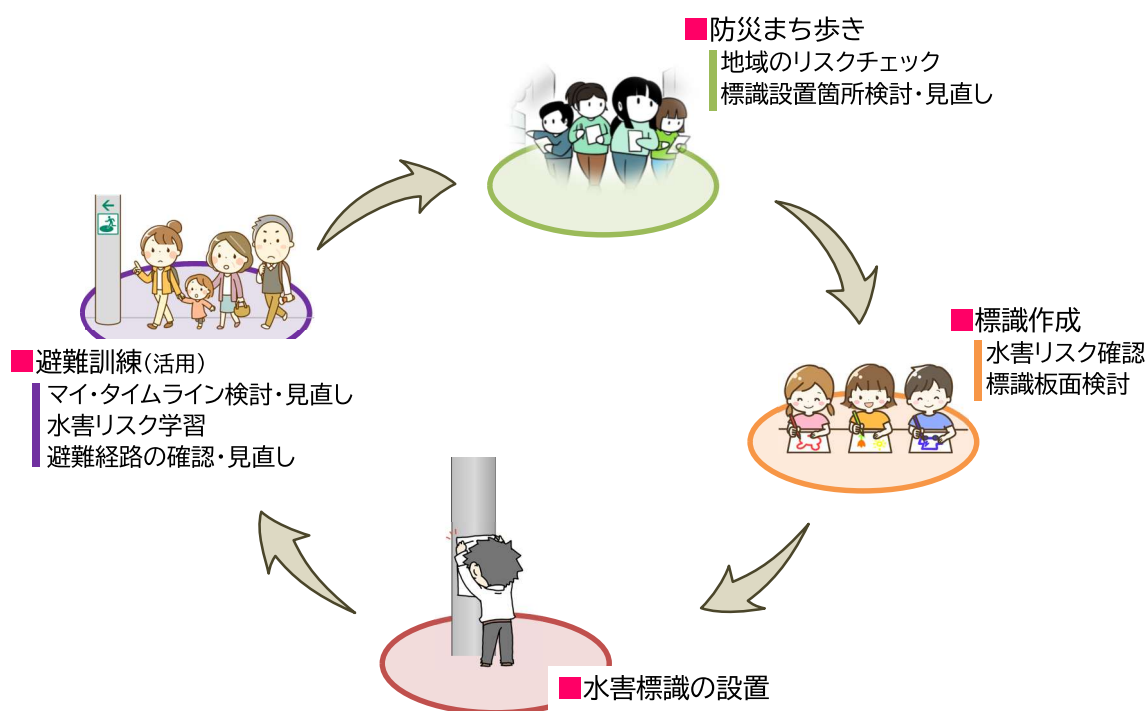 ■防災まち歩き
地域のリスクチェック
標識設置箇所検討・見直し
■標識作成
水害リスク確認
標識板面検討
■水害標識の設置
■避難訓練(活用)
マイ・タイムライン検討・見直し
水害リスク学習
避難経路の確認・見直し